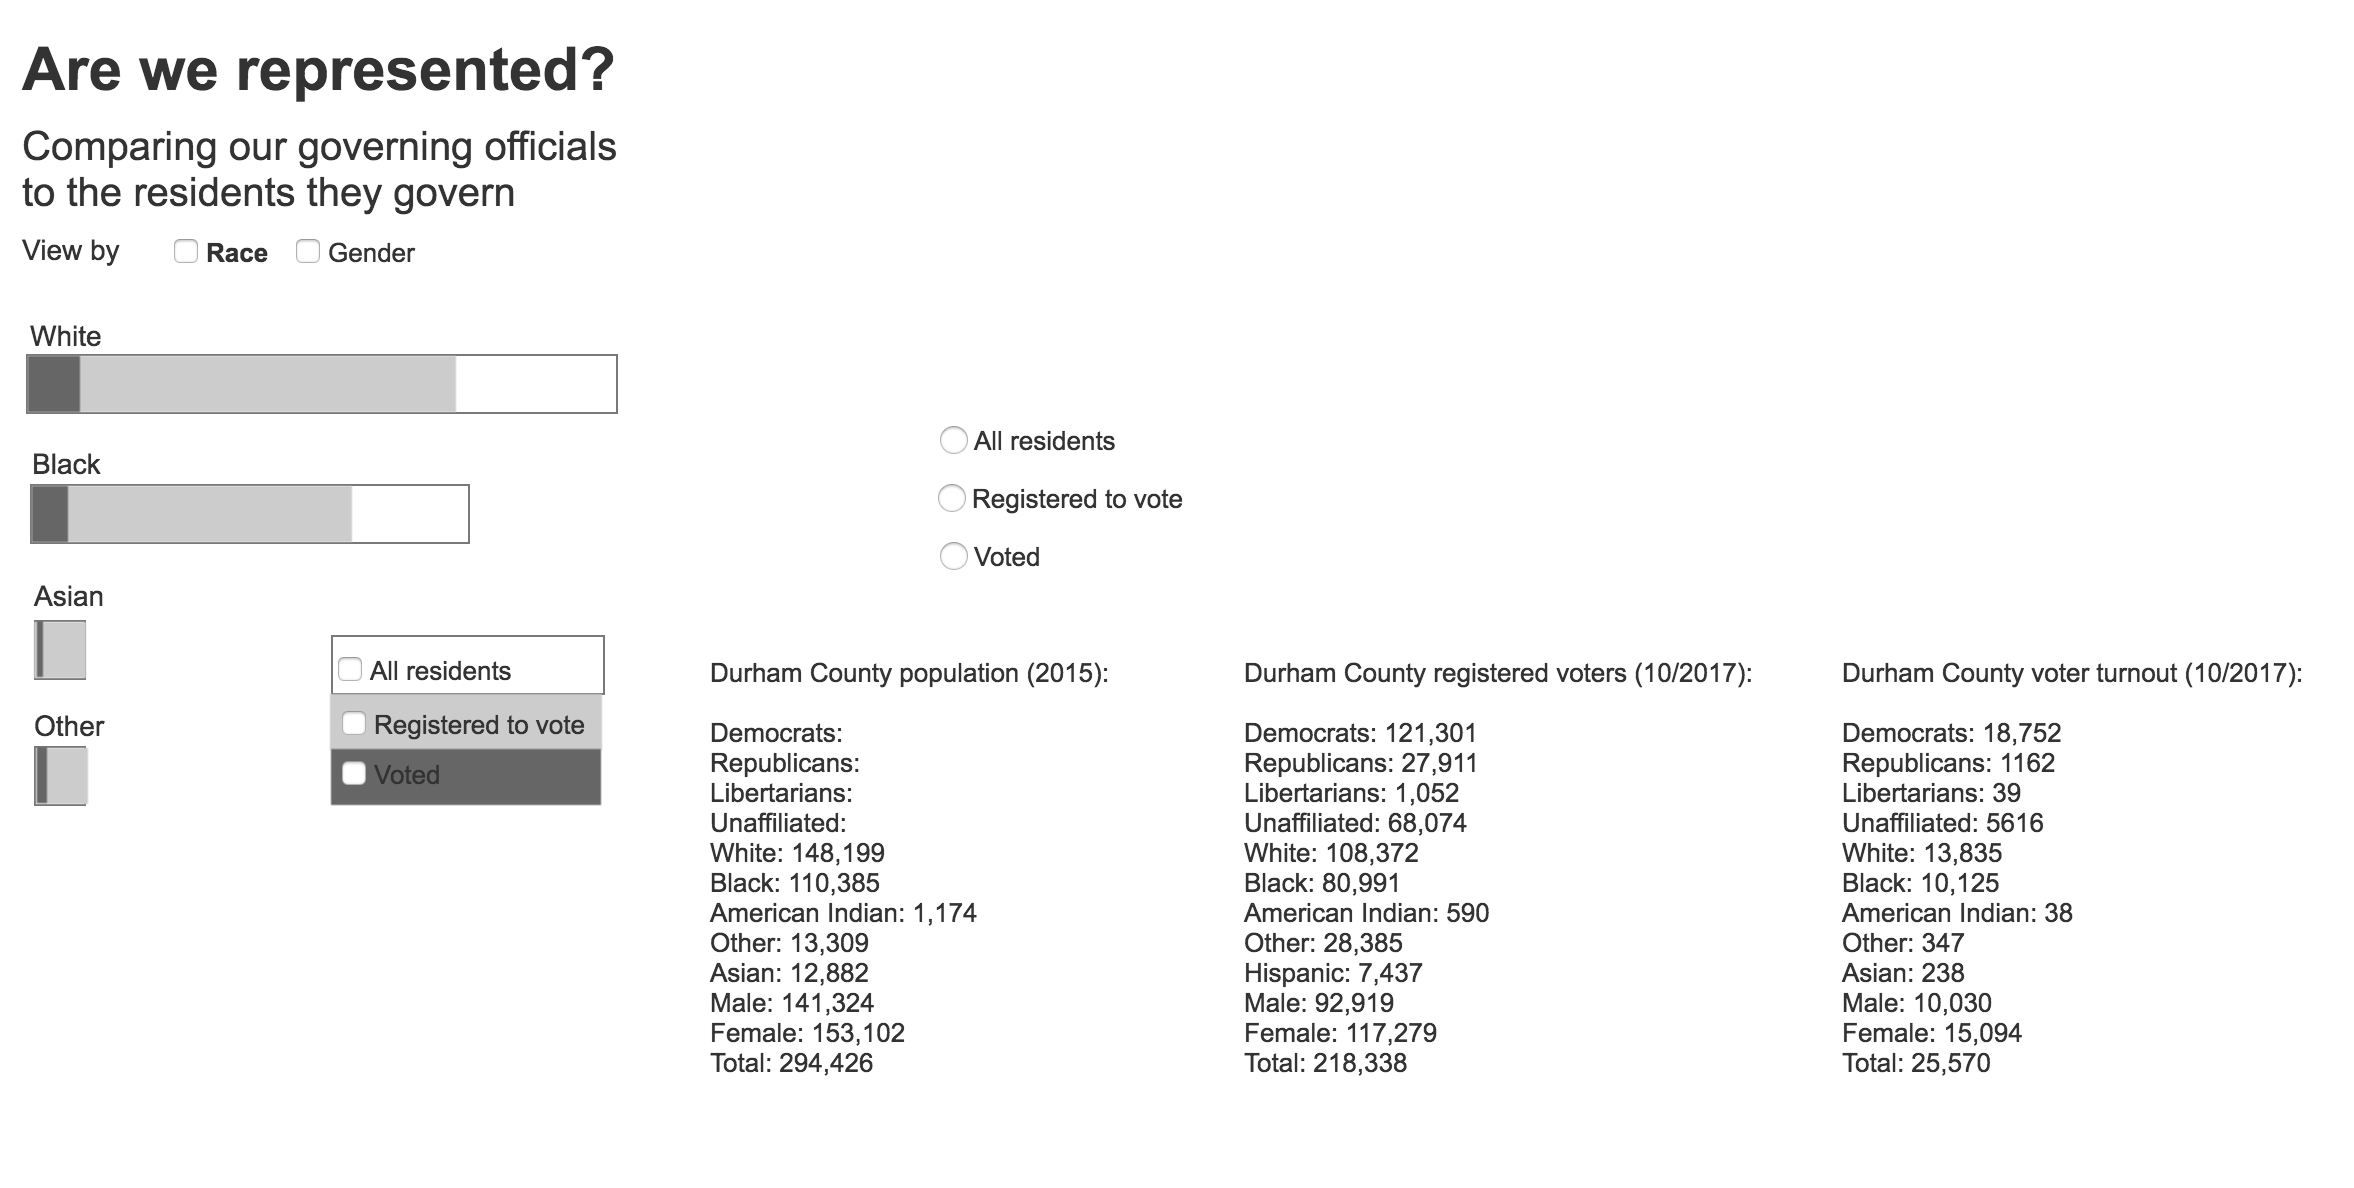 Are we represented?
Comparing our governing officials
to the residents they govern
View by Race Gender
White
Black
Asian
Other
All residents
Registered to vote
Voted
All residents
Registered to vote
Voted
Durham County population (2015):
Democrats:
Republicans:
Libertarians:
Unaffiliated:
White: 148,199
Black: 110,385
American Indian: 1,174
Other: 13,309
Asian: 12,882
Male: 141,324
Female: 153,102
Total: 294,426
Durham County registered voters (10/2017):
Democrats: 121,301
Republicans: 27,911
Libertarians: 1,052
Unaffiliated: 68,074
White: 108,372
Black: 80,991
American Indian: 590
Other: 28,385
Hispanic: 7,437
Male: 92,919
Female: 117,279
Total: 218,338
Durham County voter turnout (10/2017):
Democrats: 18,752
Republicans: 1162
Libertarians: 39
Unaffiliated: 5616
White: 13,835
Black: 10,125
American Indian: 38
Other: 347
Asian: 238
Male: 10,030
Female: 15,094
Total: 25,570